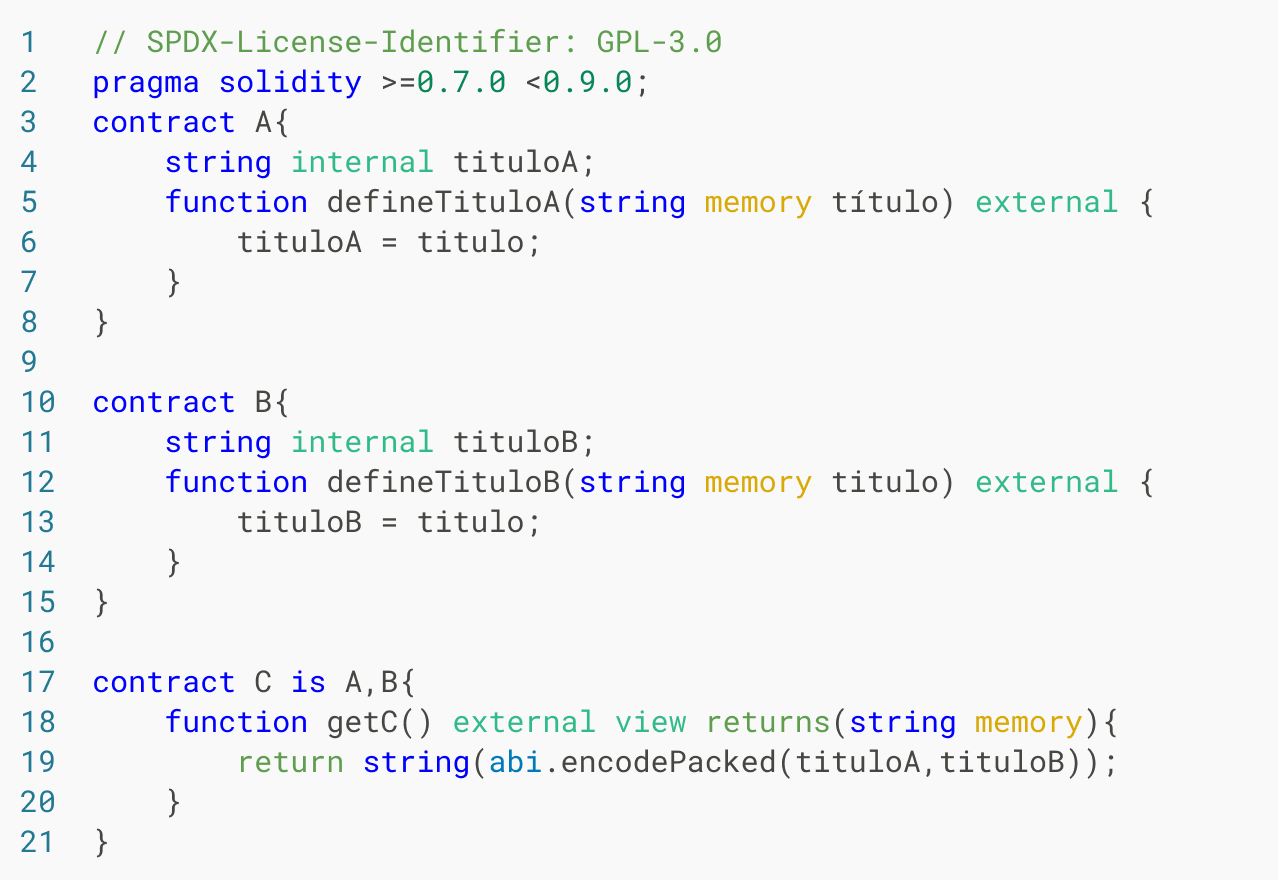 1 // SPDX-License-Identifier: GPL-3.0
2 pragma solidity >=0.7.0 <0.9.0;
3 contract A{
4 string internal tituloA;
5 function defineTituloA(string memory título) external {
6 tituloA = titulo;
7 }
8 }
9
10 contract B{
11 string internal tituloB;
12 function defineTituloB(string memory titulo) external {
13 tituloB = titulo;
14 }
15 }
16
17 contract C is A,B{
18 function getC() external view returns(string memory){
19 return string(abi.encodePacked(tituloA,tituloB));
20 }
21 }